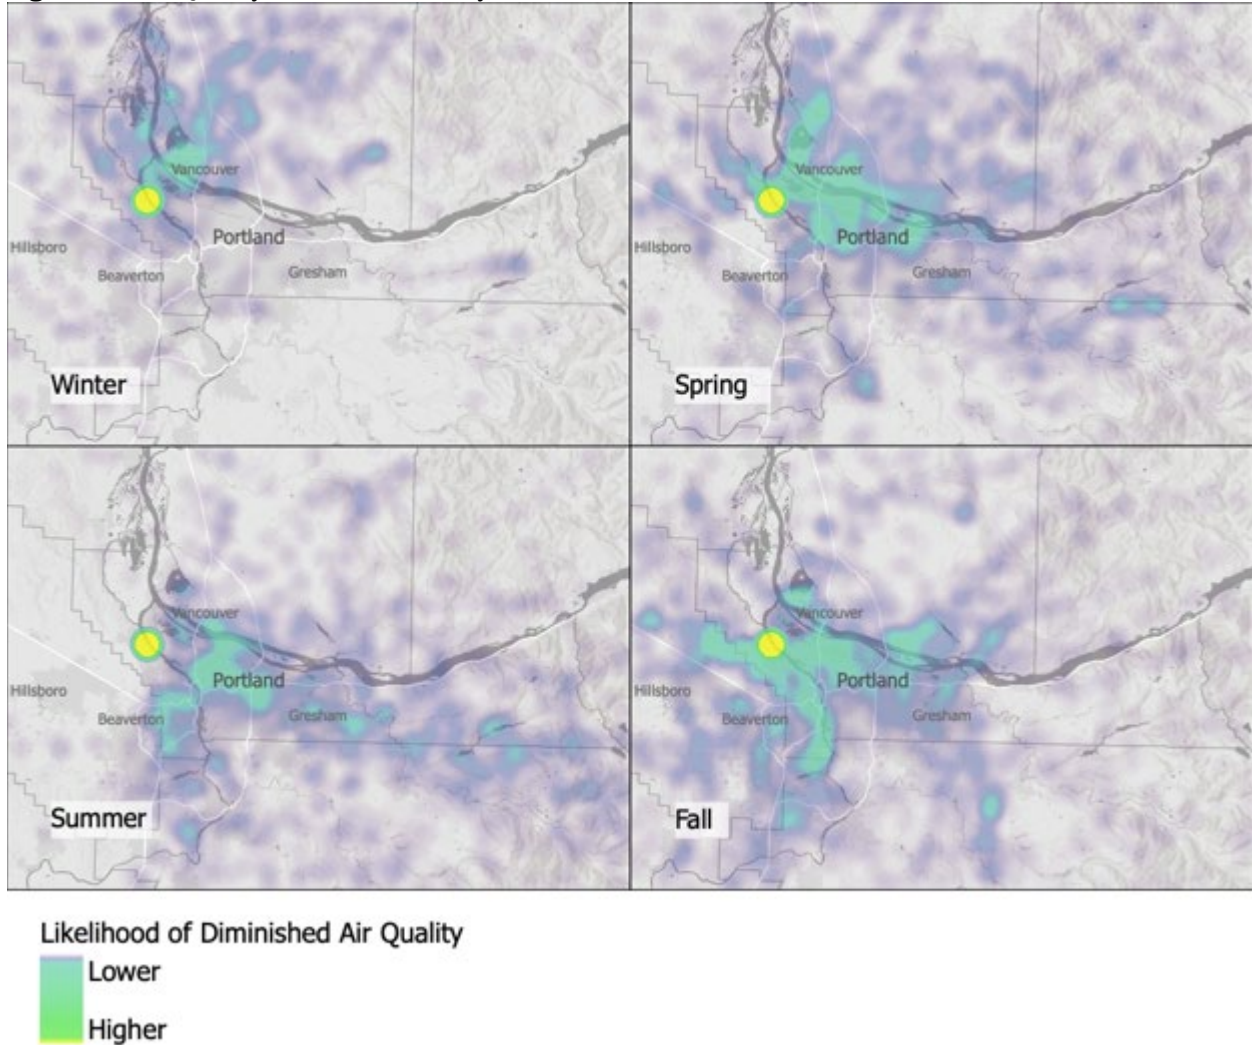 Vancouver
Portland
Hillsboro
Beaverton
Gresham
Winter
Vancouver
Portland
Hillsboro
Beaverton
Gresham
Spring
Vancouver
Portland
Hillsboro
Beaverton
Gresham
Summer
Vancouver
Portland
Hillsboro
Beaverton
Gresham
Fall
Likelihood of Diminished Air Quality
Lower
Higher